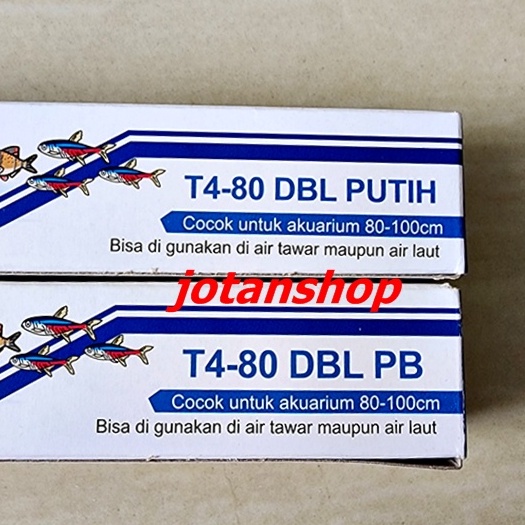 T4-80 DBL PUTIH
Cocok untuk akuarium 80-100cm
Bisa di gunakan di air tawar maupun air laut
jotanshop
T4-80 DBL PB
Cocok untuk akuarium 80-100cm
Bisa di gunakan di air tawar maupun air laut